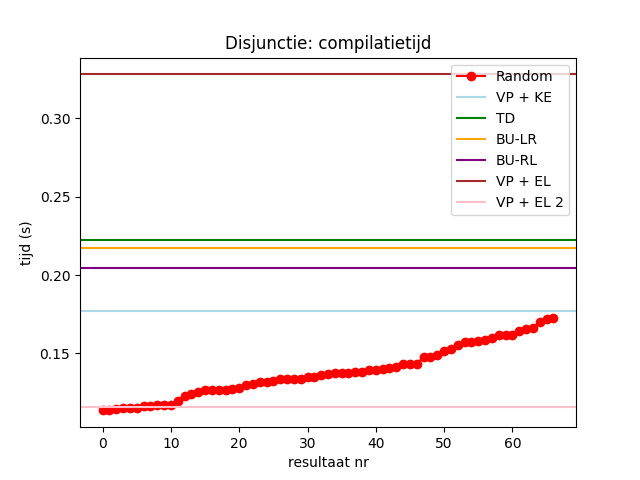 Disjunctie: compilatietijd
Random
VP + KE
TD
BU-LR
BU-RL
VP + EL
VP + EL 2
tijd (s)
0.30
0.25
0.20
0.15
0 10 20 30 40 50 60
resultaat nr